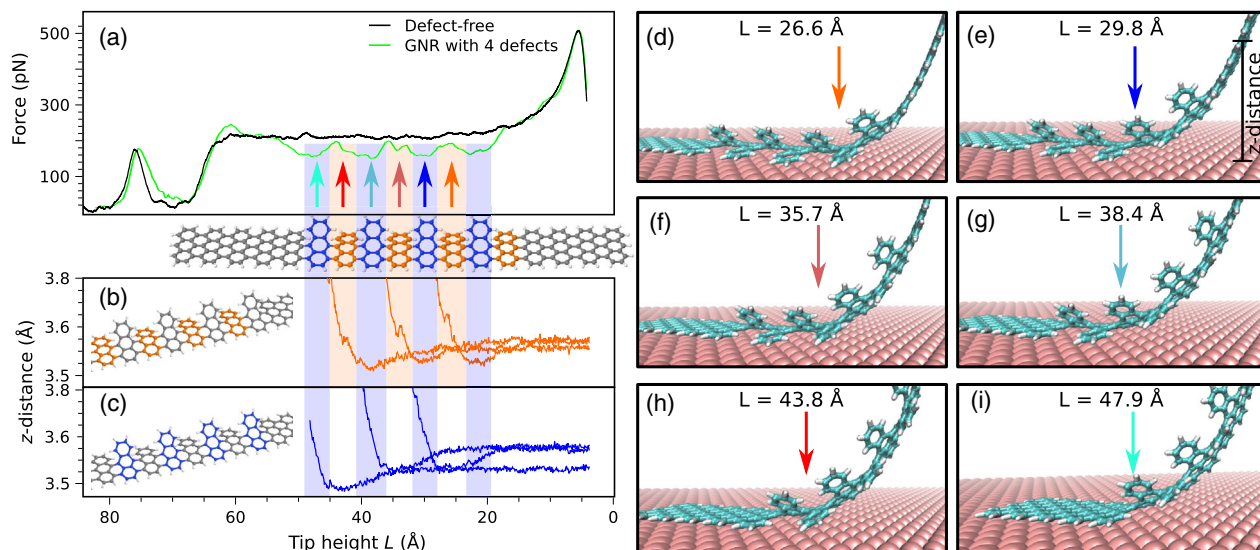 (a)
Defect-free
GNR with 4 defects
Force (pN)
500
300
100
(b)
3.8
3.6
3.5
(c)
3.8
3.6
3.5
z-distance (Å)
80
60
40
20
0
Tip height L (Å)
(d)
L = 26.6 Å
(e)
L = 29.8 Å
z-distance
(f)
L = 35.7 Å
(g)
L = 38.4 Å
(h)
L = 43.8 Å
(i)
L = 47.9 Å